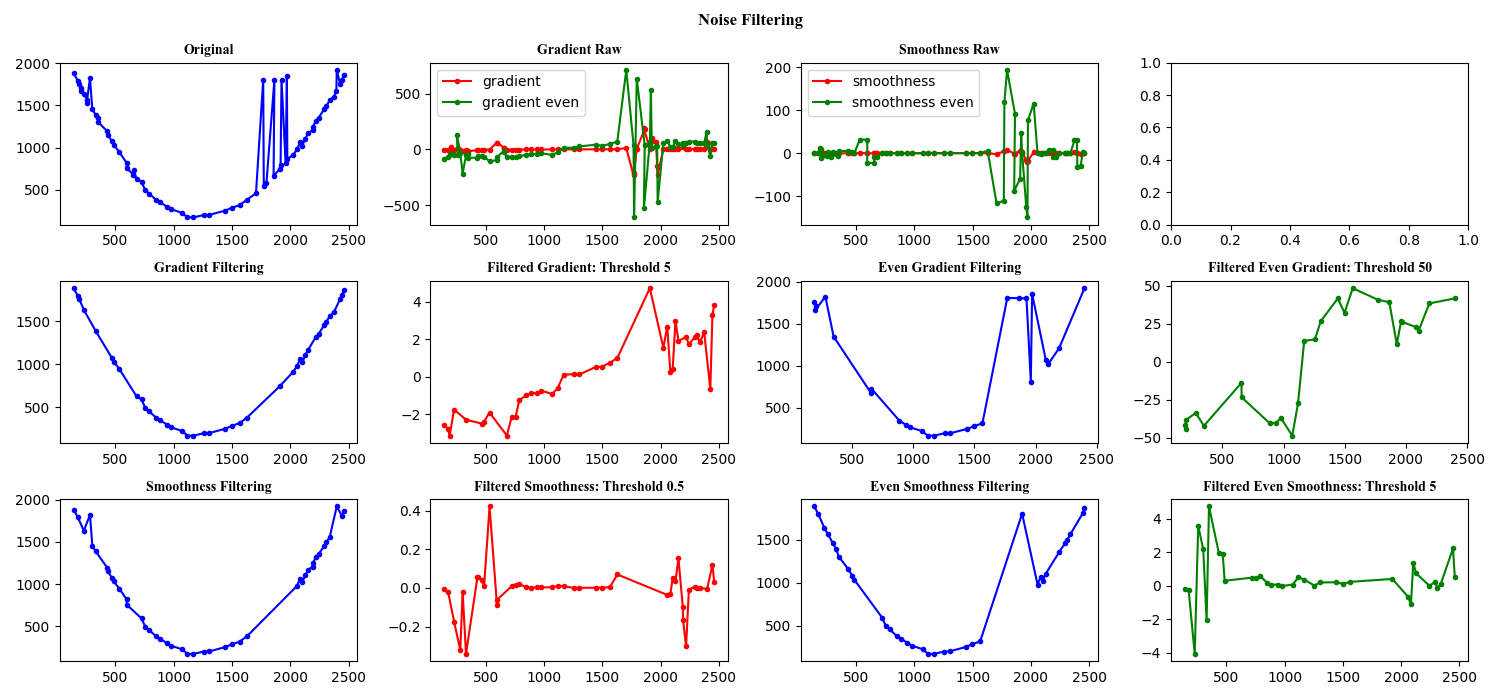 Noise Filtering
Original
2000
1500
1000
500
500 1000 1500 2000 2500
Gradient Raw
gradient
gradient even
500
0
−500
500 1000 1500 2000 2500
Smoothness Raw
smoothness
smoothness even
200
100
0
−100
500 1000 1500 2000 2500
1.0
0.8
0.6
0.4
0.2
0.0
0.0 0.2 0.4 0.6 0.8 1.0
Gradient Filtering
1500
1000
500
500 1000 1500 2000 2500
Filtered Gradient: Threshold 5
4
2
0
−2
500 1000 1500 2000 2500
Even Gradient Filtering
2000
1500
1000
500
500 1000 1500 2000 2500
Filtered Even Gradient: Threshold 50
50
25
0
−25
−50
500 1000 1500 2000 2500
Smoothness Filtering
2000
1500
1000
500
500 1000 1500 2000 2500
Filtered Smoothness: Threshold 0.5
0.4
0.2
0.0
−0.2
500 1000 1500 2000 2500
Even Smoothness Filtering
1500
1000
500
500 1000 1500 2000 2500
Filtered Even Smoothness: Threshold 5
4
2
0
−2
−4
500 1000 1500 2000 2500